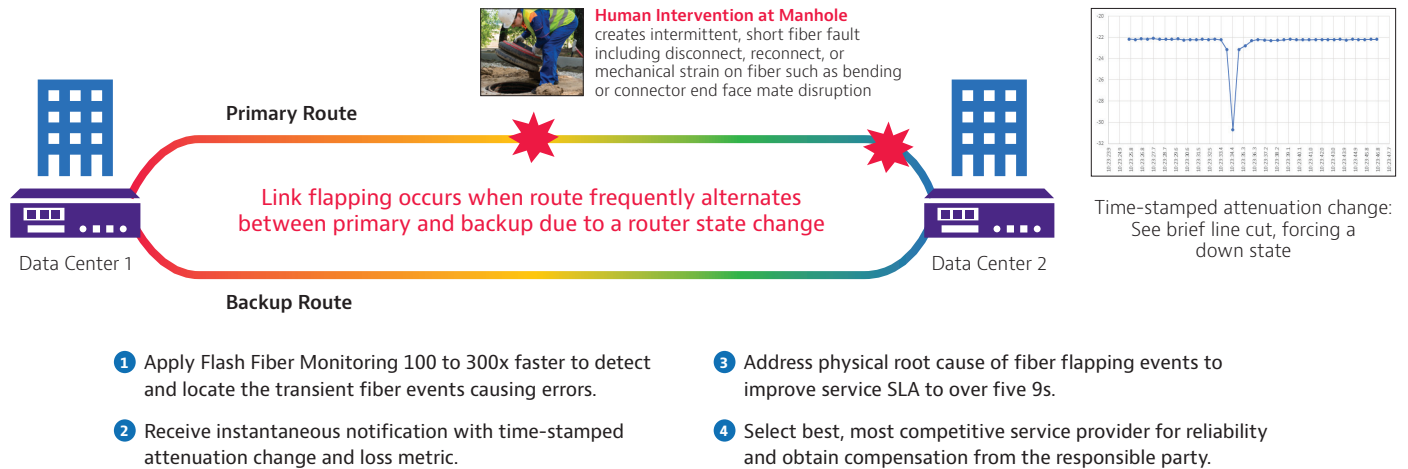 Human Intervention at Manhole
creates intermittent, short fiber fault
including disconnect, reconnect, or
mechanical strain on fiber such as bending
or connector end face mate disruption
Primary Route
Link flapping occurs when route frequently alternates
between primary and backup due to a router state change
Data Center 1
Data Center 2
Backup Route
-20
-22
-24
-26
-28
-30
-32
Time-stamped attenuation change:
See brief line cut, forcing a
down state
1 Apply Flash Fiber Monitoring 100 to 300x faster to detect
and locate the transient fiber events causing errors.
2 Receive instantaneous notification with time-stamped
attenuation change and loss metric.
3 Address physical root cause of fiber flapping events to
improve service SLA to over five 9s.
4 Select best, most competitive service provider for reliability
and obtain compensation from the responsible party.